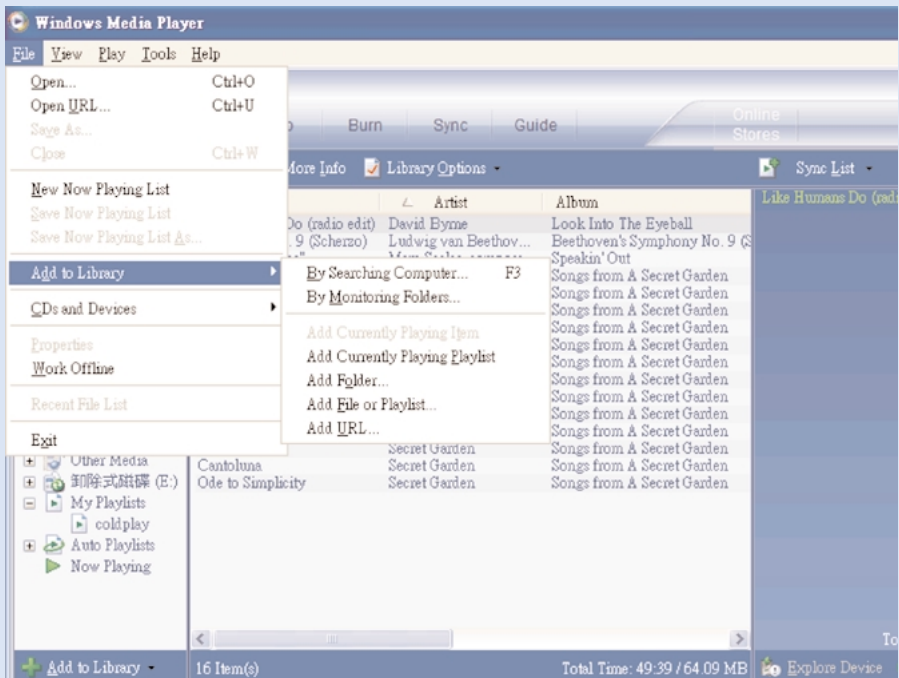 Windows Media Player
File View Play Tools Help
Open... Ctrl+O
Open URL... Ctrl+U
Save As...
Close Ctrl+W
New Now Playing List
Save Now Playing List
Save Now Playing List As...
Add to Library
CDs and Devices
Properties
Work Offline
Recent File List
Exit
By Searching Computer... F3
By Monitoring Folders...
Add Currently Playing Item
Add Currently Playing Playlist
Add Folder...
Add File or Playlist...
Add URL...
Burn Sync Guide
Online
Stores
More Info Library Options Sync List
Artist Album
Like Humans Do
Do (radio edit) David Byrne Look Into The Eyeball
. 9 (Scherzo) Ludwig van Beethov... Beethoven's Symphony No. 9
Speakin' Out
Songs from A Secret Garden
Songs from A Secret Garden
Songs from A Secret Garden
Songs from A Secret Garden
Songs from A Secret Garden
Songs from A Secret Garden
Songs from A Secret Garden
Songs from A Secret Garden
Songs from A Secret Garden
Songs from A Secret Garden
Secret Garden Songs from A Secret Garden
Cantoluna Secret Garden Songs from A Secret Garden
Ode to Simplicity Secret Garden Songs from A Secret Garden
Other Media
卸除式磁碟 (E:)
My Playlists
coldplay
Auto Playlists
Now Playing
Add to Library 16 Item(s) Total Time: 49:39 / 64.09 MB Explore Device